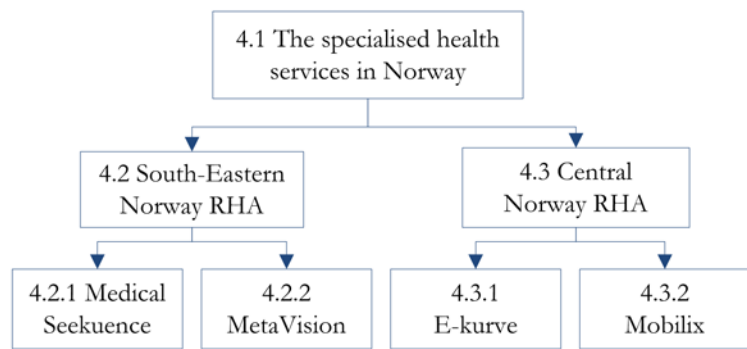 4.1 The specialised health
services in Norway
4.2 South-Eastern
Norway RHA
4.3 Central
Norway RHA
4.2.1 Medical
Seekuence
4.2.2
MetaVision
4.3.1
E-kurve
4.3.2
Mobilix